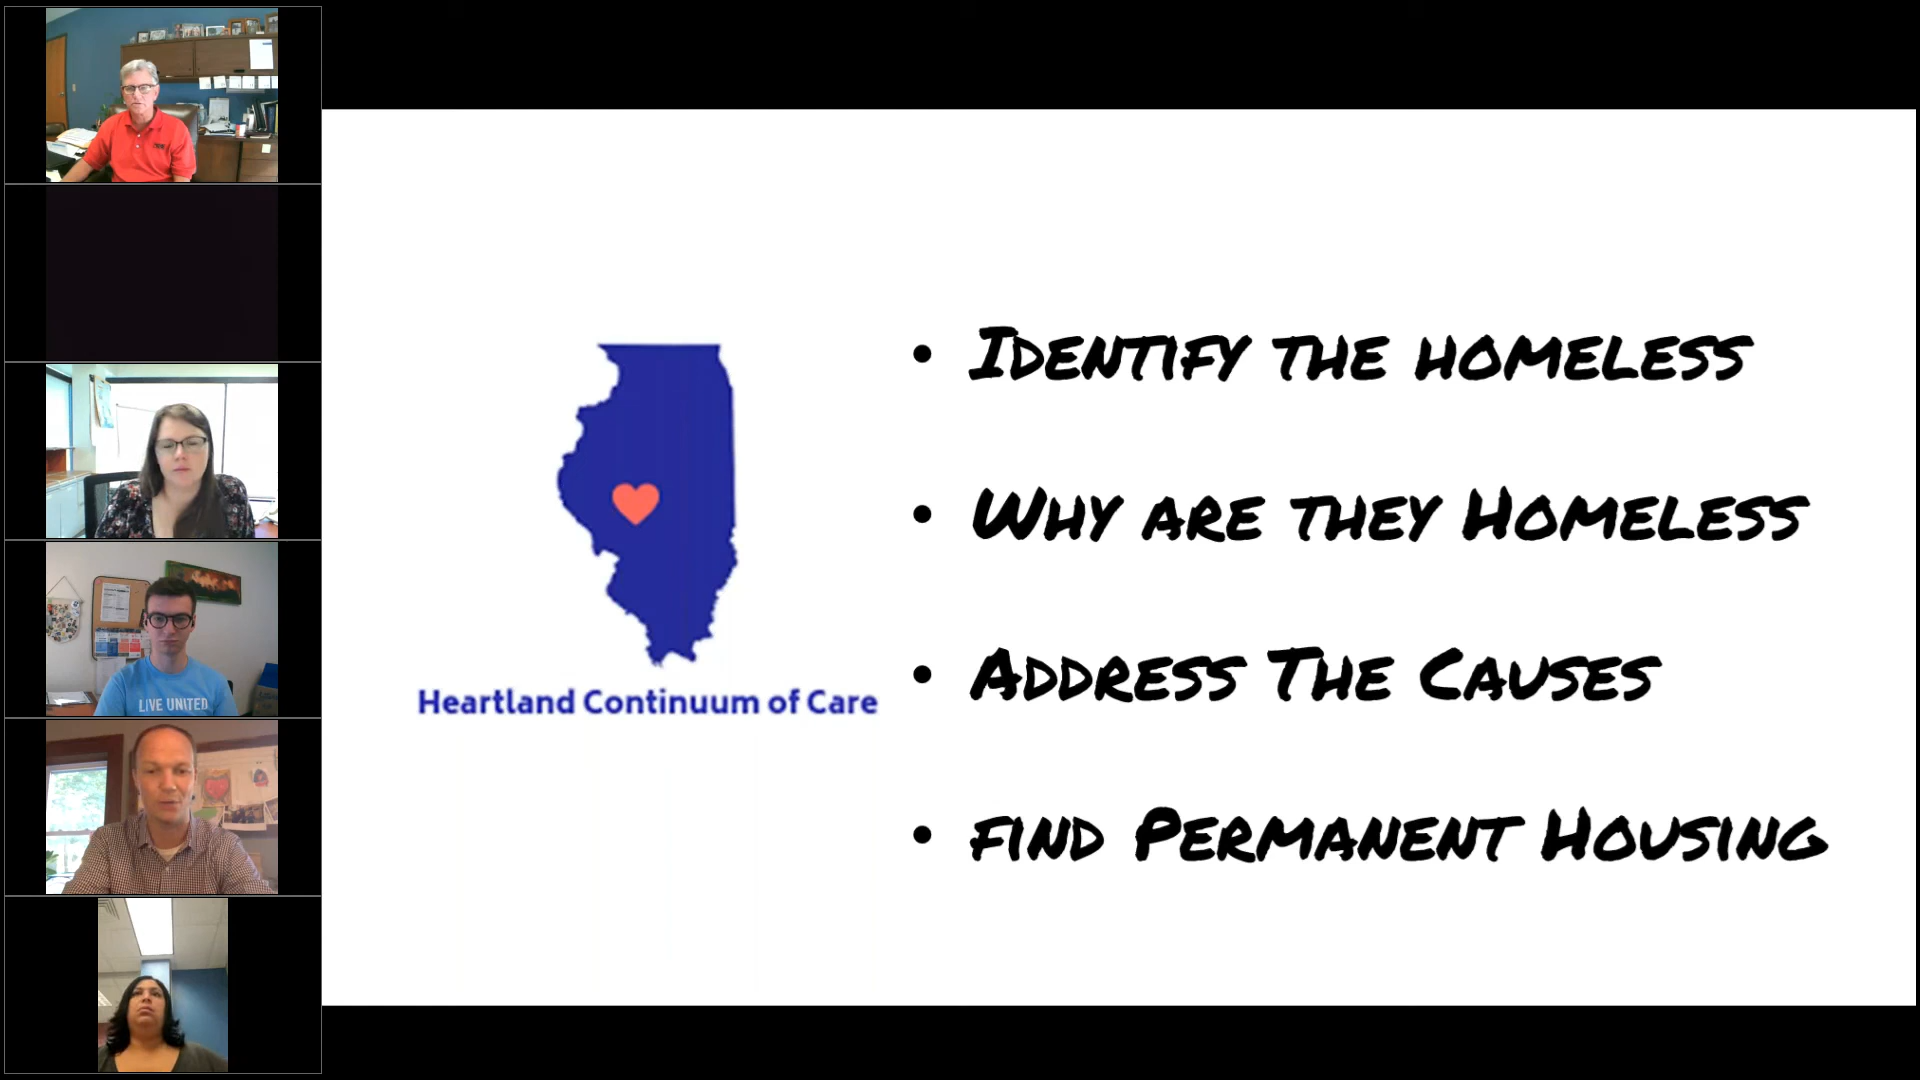 LIVE UNITED
Heartland Continuum of Care
• Identify the homeless
• Why are they Homeless
• Address The Causes
• find Permanent Housing